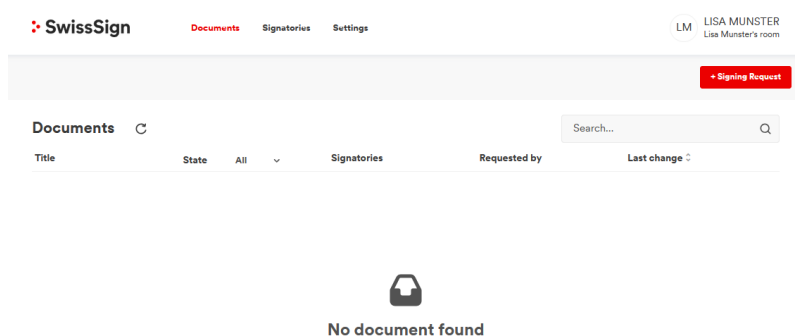 SwissSign
Documents Signatories Settings
LM
LISA MUNSTER
Lisa Munster's room
+ Signing Request
Documents
Search...
Title State All Signatories Requested by Last change
No document found